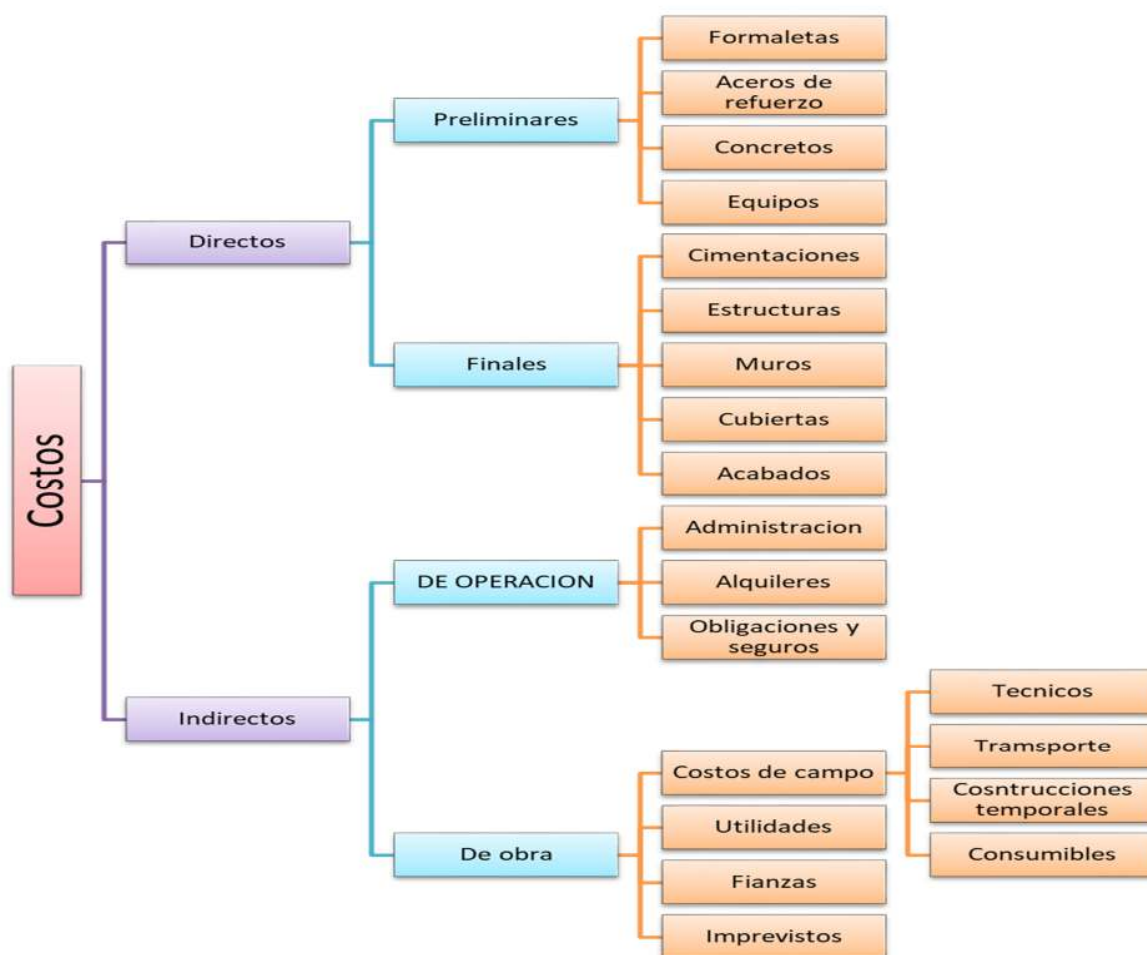 Costos
Directos
Preliminares
Formaletas
Aceros de
refuerzo
Concretos
Equipos
Finales
Cimentaciones
Estructuras
Muros
Cubiertas
Acabados
Indirectos
DE OPERACION
Administracion
Alquileres
Obligaciones y
seguros
De obra
Costos de campo
Tecnicos
Tramsporte
Cosntrucciones
temporales
Consumibles
Utilidades
Fianzas
Imprevistos